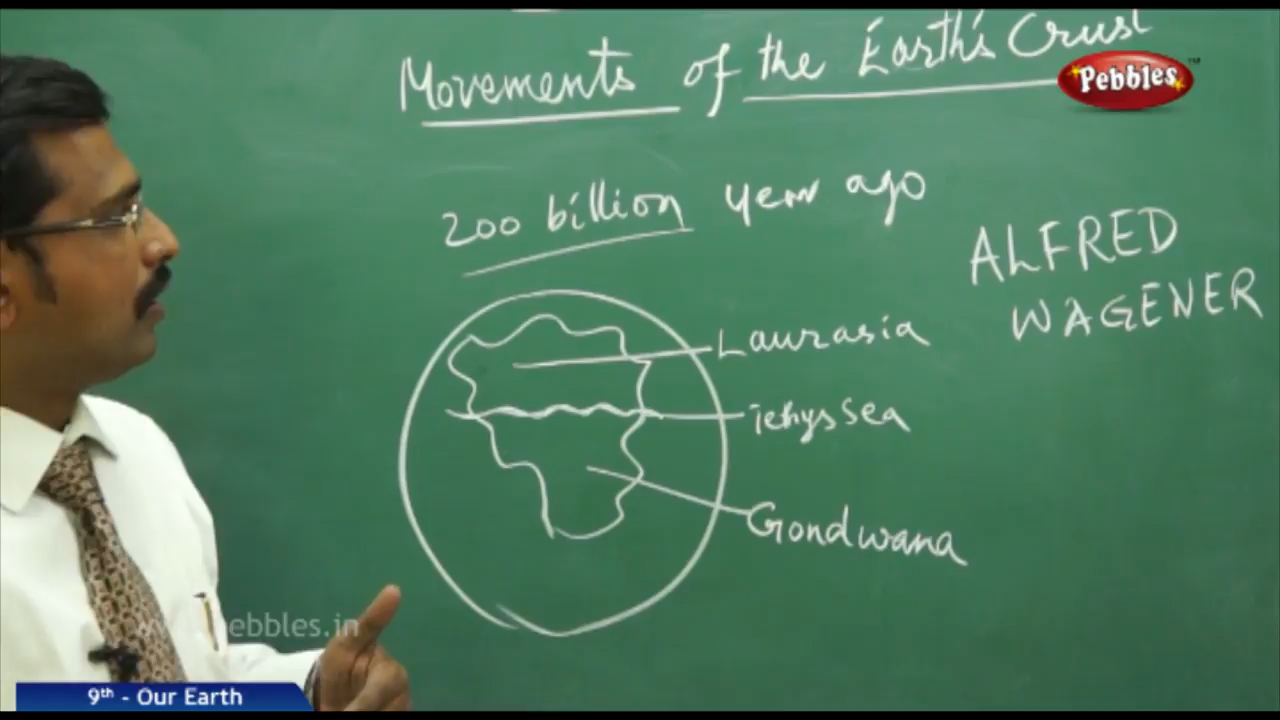 Movements of the Earth's Crust
Pebbles™
200 billion year ago
ALFRED
WAGENER
Laurasia
Tethys Sea
Gondwana
pebbles.in
9th - Our Earth